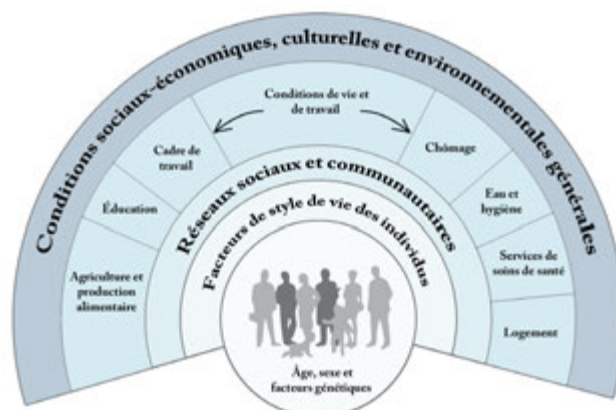 Conditions sociaux-économiques, culturelles et environnementales générales
Conditions de vie et
de travail
Cadre de
travail
Chômage
Éducation
Eau et
hygiène
Agriculture et
production
alimentaire
Services de
soins de santé
Logement
Réseaux sociaux et communautaires
Facteurs de style de vie des individus
Âge, sexe et
facteurs génétiques